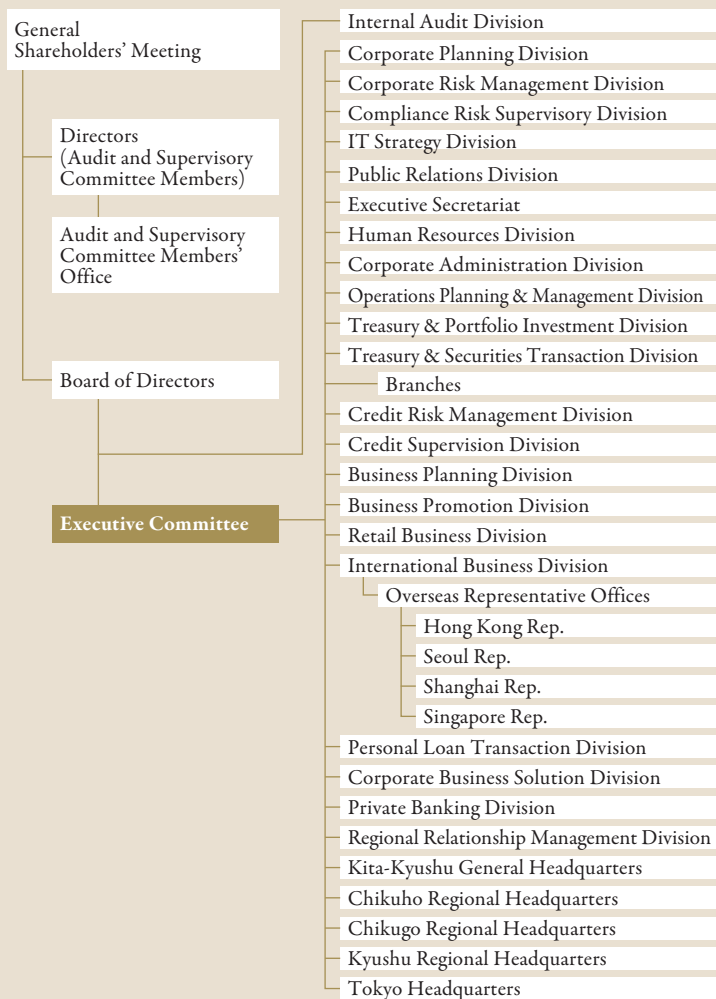 General
Shareholders’ Meeting
Directors
(Audit and Supervisory
Committee Members)
Audit and Supervisory
Committee Members’
Office
Board of Directors
Executive Committee
Internal Audit Division
Corporate Planning Division
Corporate Risk Management Division
Compliance Risk Supervisory Division
IT Strategy Division
Public Relations Division
Executive Secretariat
Human Resources Division
Corporate Administration Division
Operations Planning & Management Division
Treasury & Portfolio Investment Division
Treasury & Securities Transaction Division
Branches
Credit Risk Management Division
Credit Supervision Division
Business Planning Division
Business Promotion Division
Retail Business Division
International Business Division
Overseas Representative Offices
Hong Kong Rep.
Seoul Rep.
Shanghai Rep.
Singapore Rep.
Personal Loan Transaction Division
Corporate Business Solution Division
Private Banking Division
Regional Relationship Management Division
Kita-Kyushu General Headquarters
Chikuho Regional Headquarters
Chikugo Regional Headquarters
Kyushu Regional Headquarters
Tokyo Headquarters